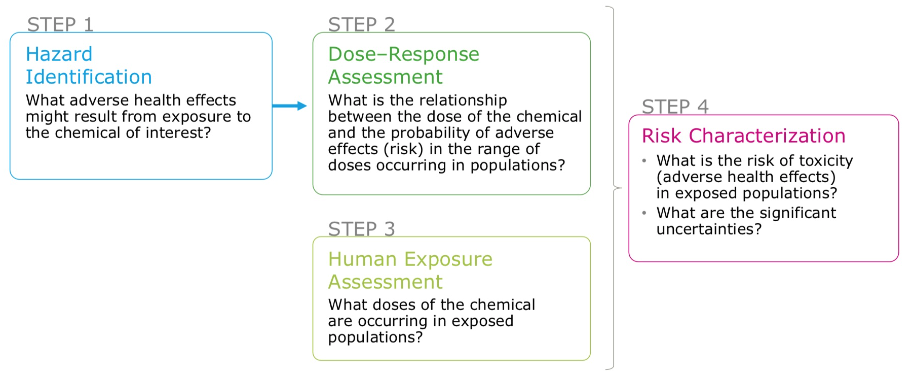 STEP 1
Hazard
Identification
What adverse health effects
might result from exposure to
the chemical of interest?
STEP 2
Dose–Response
Assessment
What is the relationship
between the dose of the chemical
and the probability of adverse
effects (risk) in the range of
doses occurring in populations?
STEP 3
Human Exposure
Assessment
What doses of the chemical
are occurring in exposed
populations?
STEP 4
Risk Characterization
• What is the risk of toxicity
(adverse health effects)
in exposed populations?
• What are the significant
uncertainties?